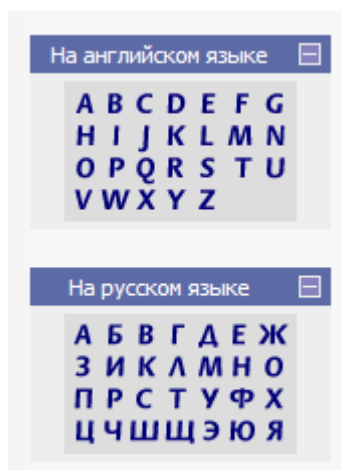 На английском языке
A B C D E F G
H I J K L M N
O P Q R S T U
V W X Y Z
На русском языке
А Б В Г Д Е Ж
З И К Л М Н О
П Р С Т У Ф Х
Ц Ч Ш Щ Э Ю Я